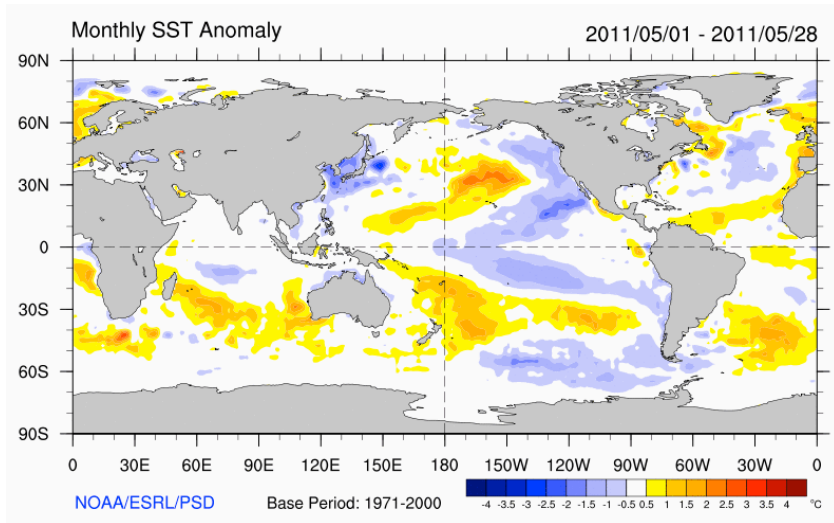 Monthly SST Anomaly 2011/05/01 - 2011/05/28
90N
60N
30N
0
30S
60S
90S
0 30E 60E 90E 120E 150E 180 150W 120W 90W 60W 30W 0
NOAA/ESRL/PSD Base Period: 1971-2000
-4 -3.5 -3 -2.5 -2 -1.5 -1 -0.5 0.5 1 1.5 2 2.5 3 3.5 4 °C